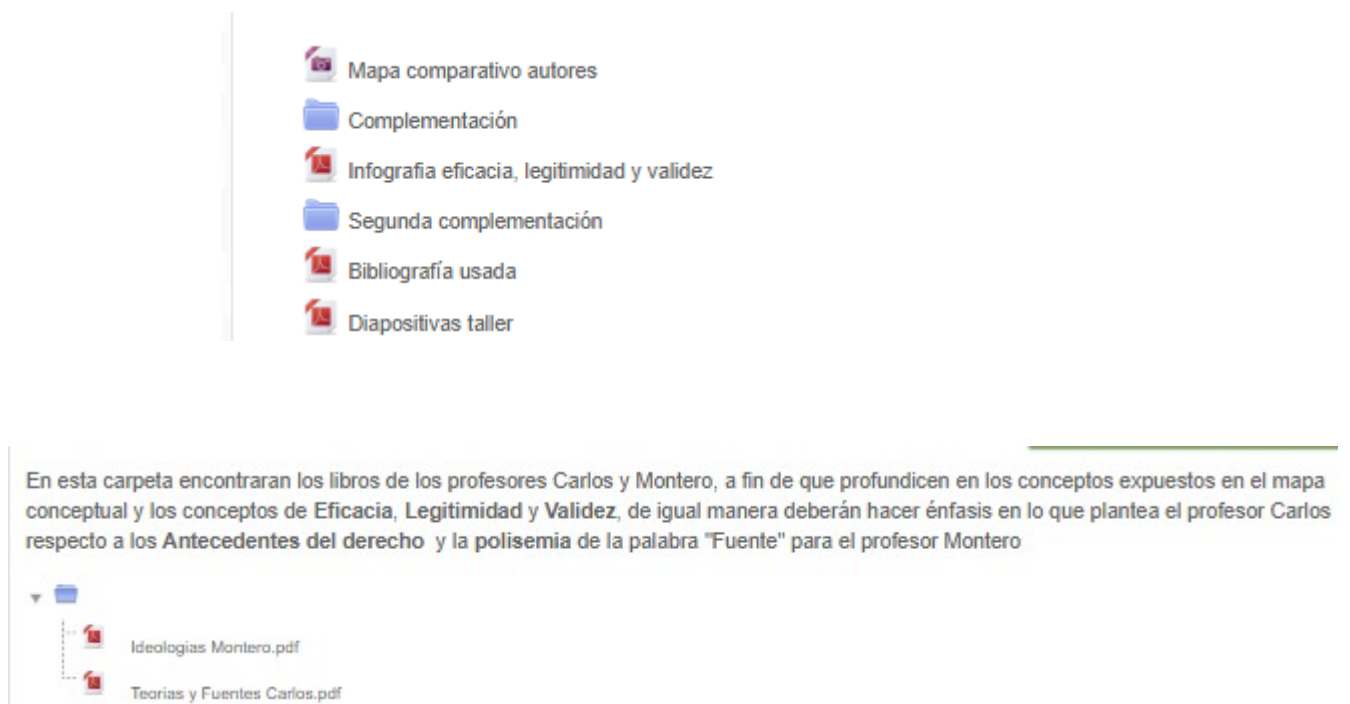 Mapa comparativo autores
Complementación
Infografia eficacia, legitimidad y validez
Segunda complementación
Bibliografía usada
Diapositivas taller
En esta carpeta encontraran los libros de los profesores Carlos y Montero, a fin de que profundicen en los conceptos expuestos en el mapa
conceptual y los conceptos de Eficacia, Legitimidad y Validez, de igual manera deberán hacer énfasis en lo que plantea el profesor Carlos
respecto a los Antecedentes del derecho y la polisemia de la palabra "Fuente" para el profesor Montero
Ideologias Montero.pdf
Teorias y Fuentes Carlos.pdf